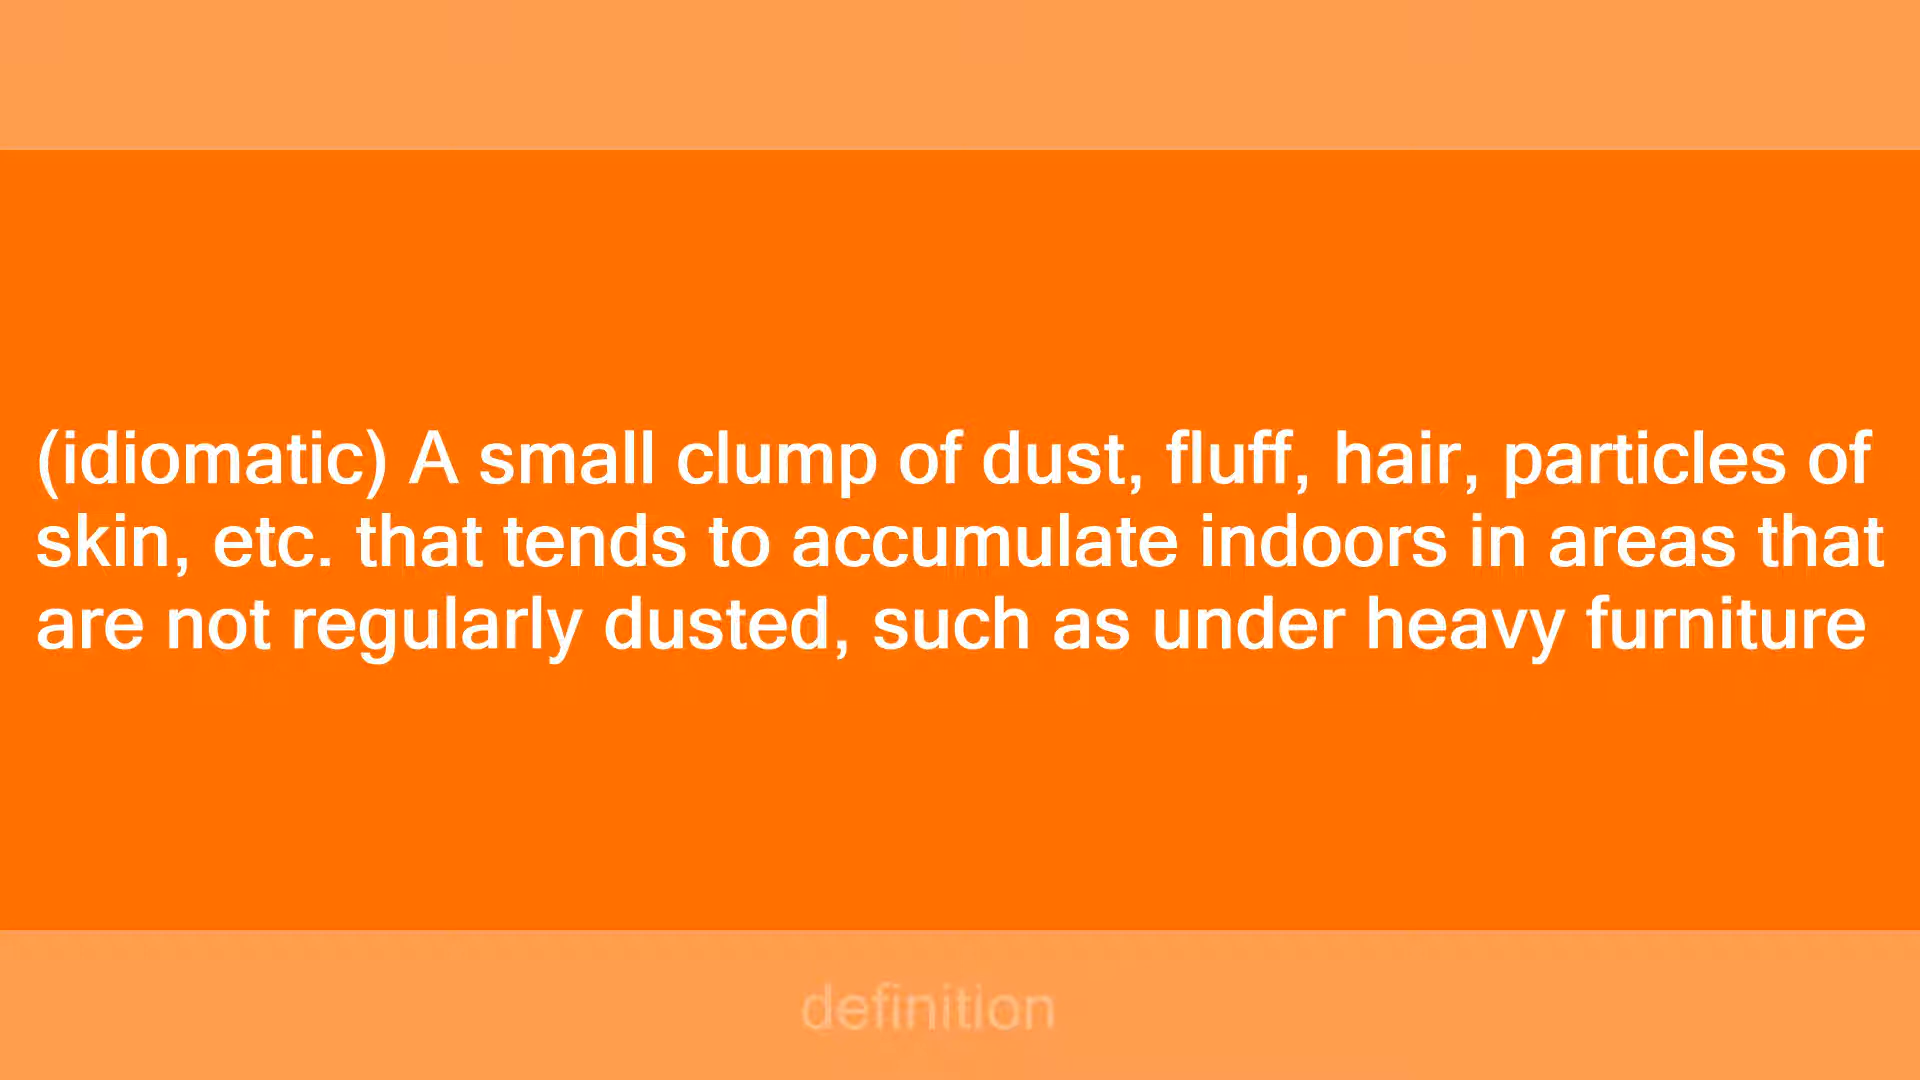 (idiomatic) A small clump of dust, fluff, hair, particles of
skin, etc. that tends to accumulate indoors in areas that
are not regularly dusted, such as under heavy furniture
definition